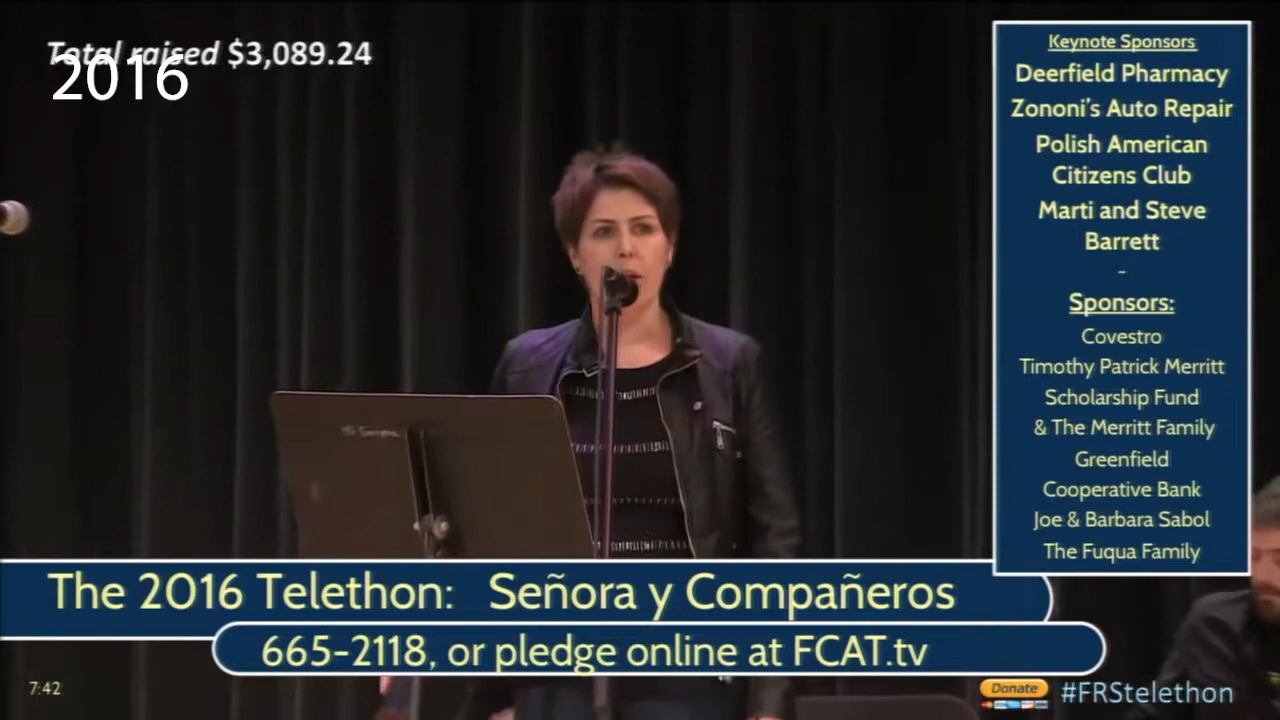 Total raised $3,089.24
2016
Keynote Sponsors
Deerfield Pharmacy
Zononi's Auto Repair
Polish American
Citizens Club
Marti and Steve
Barrett
-
Sponsors:
Covestro
Timothy Patrick Merritt
Scholarship Fund
& The Merritt Family
Greenfield
Cooperative Bank
Joe & Barbara Sabol
The Fuqua Family
The 2016 Telethon: Señora y Compañeros
665-2118, or pledge online at FCAT.tv
7:42
Donate
#FRStelethon